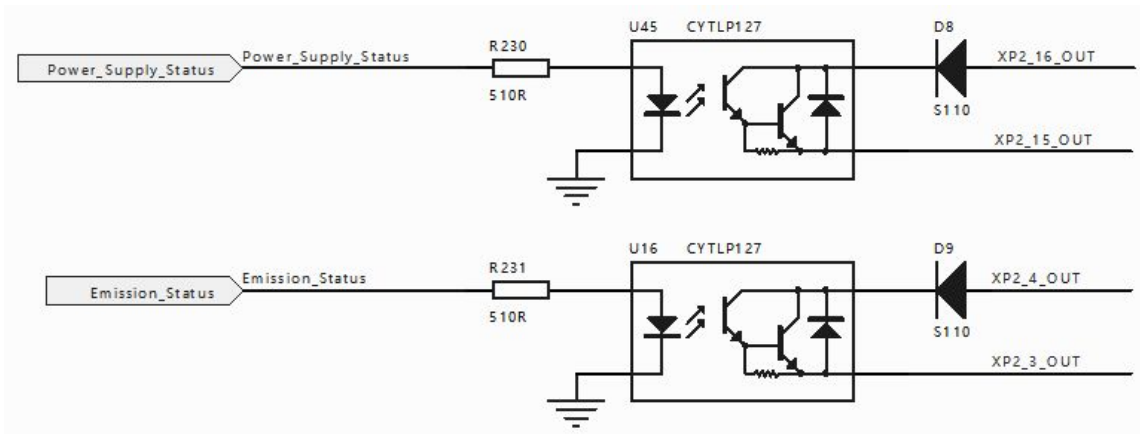 U45 CYTLP127 D8
Power_Supply_Status Power_Supply_Status R230 XP2_16_OUT
510R S110
XP2_15_OUT
U16 CYTLP127 D9
Emission_Status Emission_Status R231 XP2_4_OUT
510R S110
XP2_3_OUT